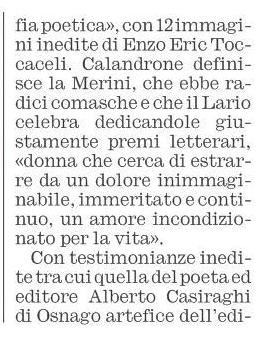 fia poetica», con 12 immagi-
ni inedite di Enzo Eric Toc-
caceli. Calandrone defini-
sce la Merini, che ebbe ra-
dici comasche e che il Lario
celebra dedicandole giu-
stamente premi letterari,
«donna che cerca di estrar-
re da un dolore inimmagi-
nabile, immeritato e conti-
nuo, un amore incondizio-
nato per la vita».
Con testimonianze inedi-
te tra cui quella del poeta ed
editore Alberto Casiraghi
di Osnago artefice dell'edi-